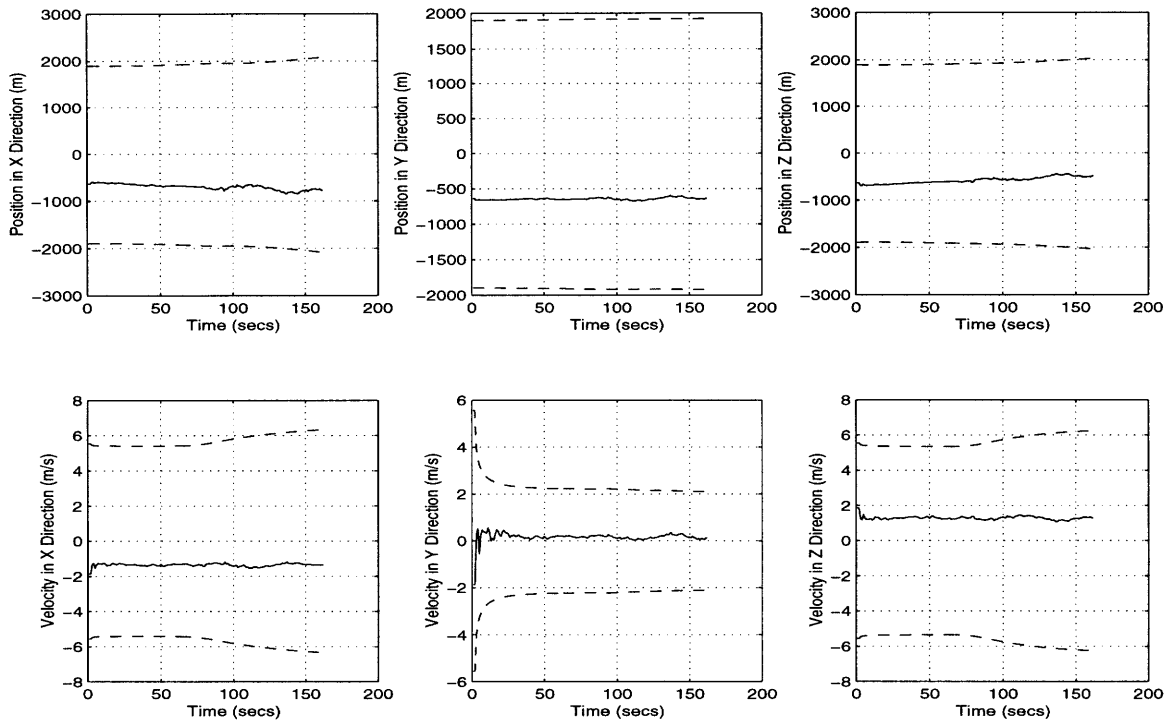 Position in X Direction (m)
3000
2000
1000
0
−1000
−2000
−3000
0 50 100 150 200
Time (secs)
Position in Y Direction (m)
2000
1500
1000
500
0
−500
−1000
−1500
−2000
0 50 100 150 200
Time (secs)
Position in Z Direction (m)
3000
2000
1000
0
−1000
−2000
−3000
0 50 100 150 200
Time (secs)
Velocity in X Direction (m/s)
8
6
4
2
0
−2
−4
−6
−8
0 50 100 150 200
Time (secs)
Velocity in Y Direction (m/s)
6
4
2
0
−2
−4
−6
0 50 100 150 200
Time (secs)
Velocity in Z Direction (m/s)
8
6
4
2
0
−2
−4
−6
−8
0 50 100 150 200
Time (secs)